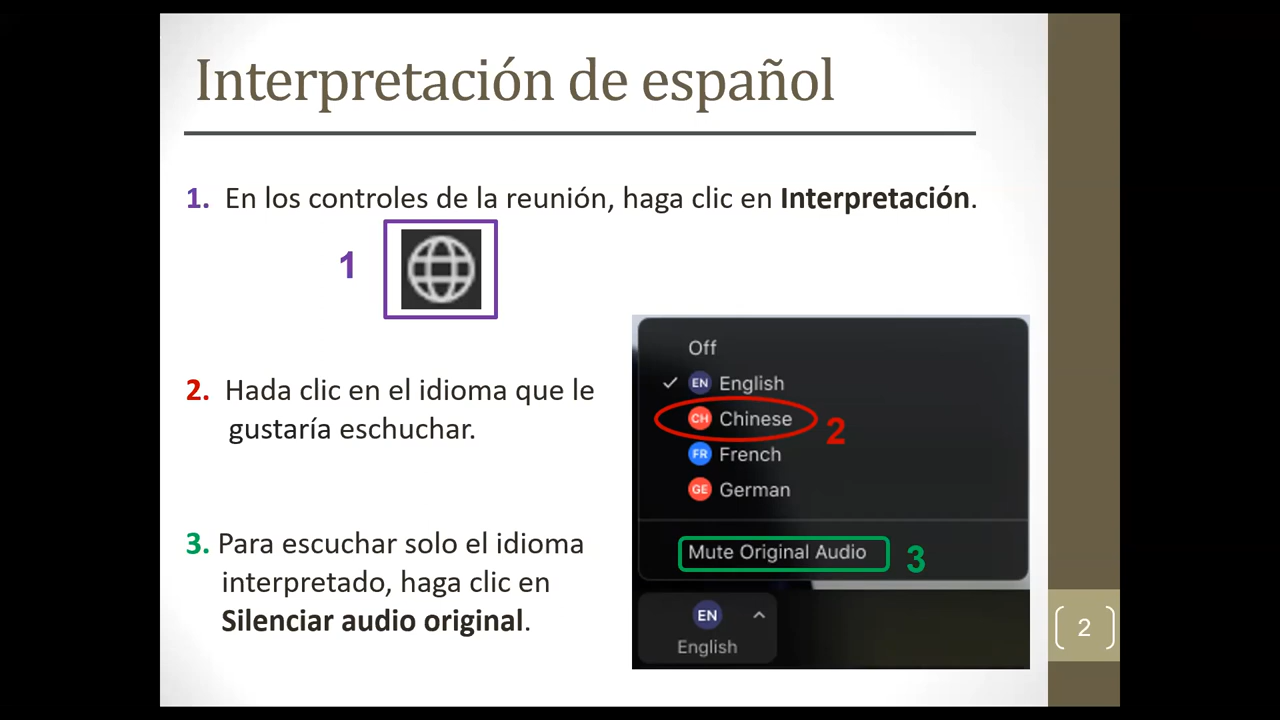 Interpretación de español
1. En los controles de la reunión, haga clic en Interpretación.
1
2. Hada clic en el idioma que le
gustaría eschuchar.
3. Para escuchar solo el idioma
interpretado, haga clic en
Silenciar audio original.
Off
EN English
CH Chinese
2
FR French
GE German
Mute Original Audio
3
EN
English
2